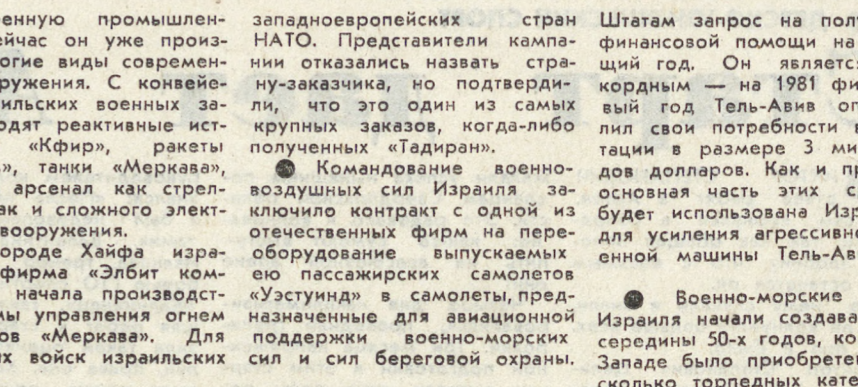 енную промышлен-
ейчас он уже произ-
огие виды современ-
ружения. С конвейе-
ильских военных за-
одят реактивные ист-
«Кфир», ракеты
», танки «Меркава»,
арсенал как стрел-
ак и сложного элект-
вооружения.
ороде Хайфа изра-
фирма «Элбит ком-
начала производст-
мы управления огнем
ов «Меркава». Для
х войск израильских
западноевропейских стран
НАТО. Представители кампа-
нии отказались назвать стра-
ну-заказчика, но подтверди-
ли, что это один из самых
крупных заказов, когда-либо
полученных «Тадиран».
● Командование военно-
воздушных сил Израиля за-
ключило контракт с одной из
отечественных фирм на пере-
оборудование выпускаемых
ею пассажирских самолетов
«Уэстуинд» в самолеты, пред-
назначенные для авиационной
поддержки военно-морских
сил и сил береговой охраны.
Штатам запрос на пол
финансовой помощи на
щий год. Он является
кордным — на 1981 фи
вый год Тель-Авив оп
лил свои потребности
тации в размере 3 ми
дов долларов. Как и пр
основная часть этих с
будет использована Изр
для усиления агрессивн
енной машины Тель-Ав
● Военно-морские
Израиля начали создава
середины 50-х годов, ко
Западе было приобрете
сколько торпедных кате